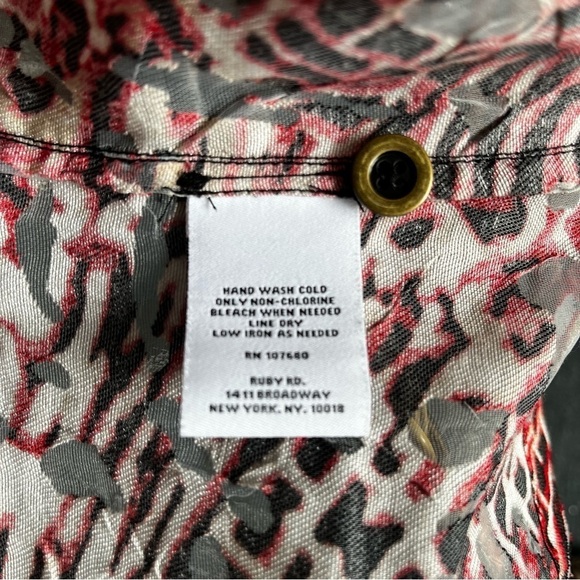 HAND WASH COLD
ONLY NON-CHLORINE
BLEACH WHEN NEEDED
LINE DRY
LOW IRON AS NEEDED
RN 107680
RUBY RD.
1411 BROADWAY
NEW YORK, NY. 10018